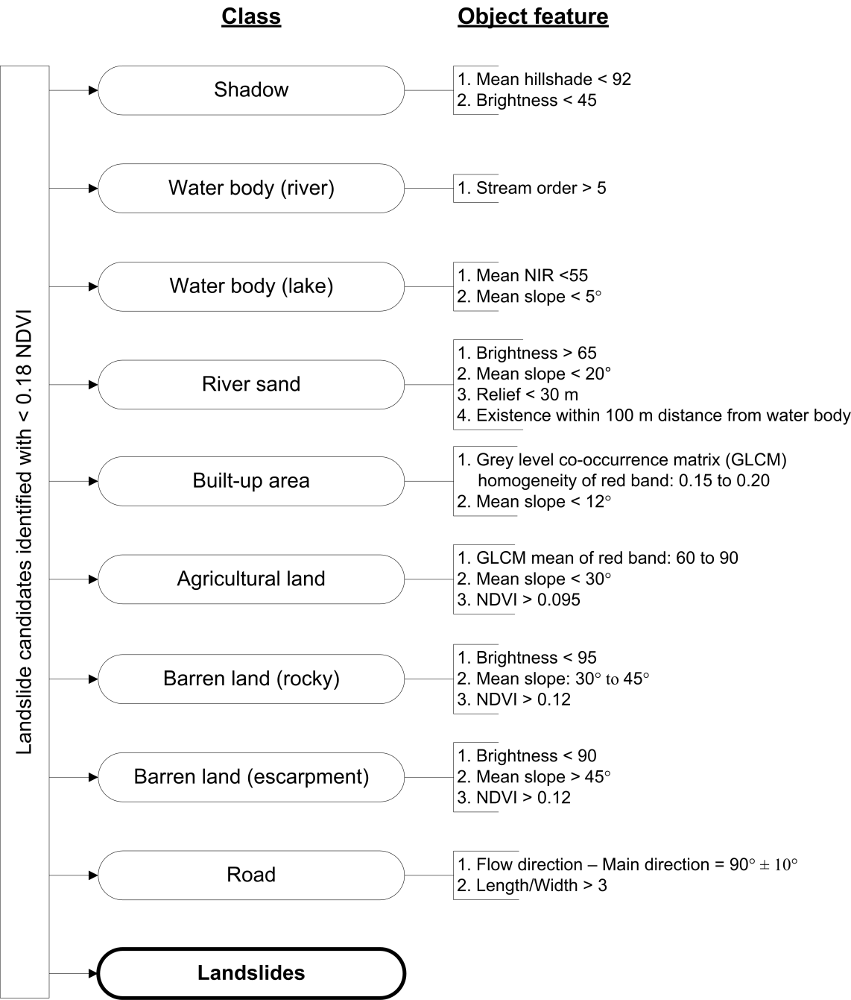 Class
Object feature
Landslide candidates identified with < 0.18 NDVI
Shadow
1. Mean hillshade < 92
2. Brightness < 45
Water body (river)
1. Stream order > 5
Water body (lake)
1. Mean NIR <55
2. Mean slope < 5°
River sand
1. Brightness > 65
2. Mean slope < 20°
3. Relief < 30 m
4. Existence within 100 m distance from water body
Built-up area
1. Grey level co-occurrence matrix (GLCM)
homogeneity of red band: 0.15 to 0.20
2. Mean slope < 12°
Agricultural land
1. GLCM mean of red band: 60 to 90
2. Mean slope < 30°
3. NDVI > 0.095
Barren land (rocky)
1. Brightness < 95
2. Mean slope: 30° to 45°
3. NDVI > 0.12
Barren land (escarpment)
1. Brightness < 90
2. Mean slope > 45°
3. NDVI > 0.12
Road
1. Flow direction – Main direction = 90° ± 10°
2. Length/Width > 3
Landslides